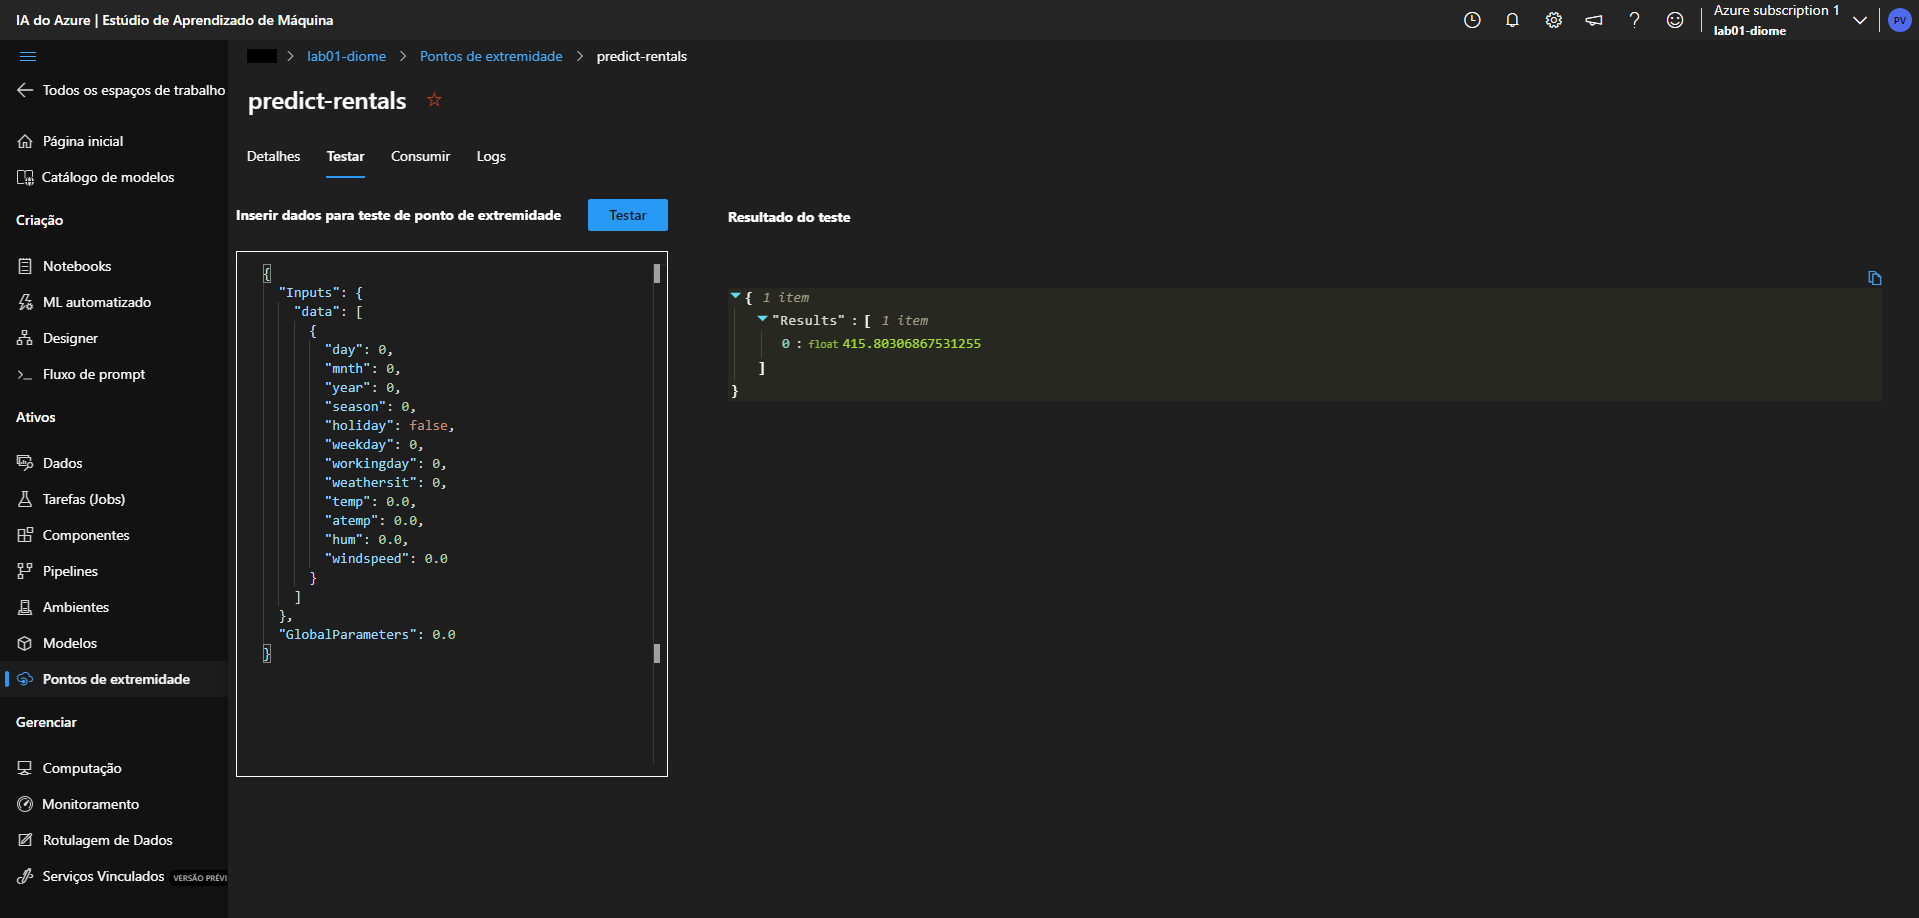 IA do Azure | Estúdio de Aprendizado de Máquina
Azure subscription 1
lab01-diome
PV
Todos os espaços de trabalho
Página inicial
Catálogo de modelos
Criação
Notebooks
ML automatizado
Designer
Fluxo de prompt
Ativos
Dados
Tarefas (Jobs)
Componentes
Pipelines
Ambientes
Modelos
Pontos de extremidade
Gerenciar
Computação
Monitoramento
Rotulagem de Dados
Serviços Vinculados VERSÃO PRÉVI
lab01-diome > Pontos de extremidade > predict-rentals
predict-rentals
Detalhes Testar Consumir Logs
Inserir dados para teste de ponto de extremidade Testar
{
"Inputs": {
"data": [
{
"day": 0,
"mnth": 0,
"year": 0,
"season": 0,
"holiday": false,
"weekday": 0,
"workingday": 0,
"weathersit": 0,
"temp": 0.0,
"atemp": 0.0,
"hum": 0.0,
"windspeed": 0.0
}
]
},
"GlobalParameters": 0.0
}
Resultado do teste
{ 1 item
"Results" : [ 1 item
0 : float 415.80306867531255
]
}